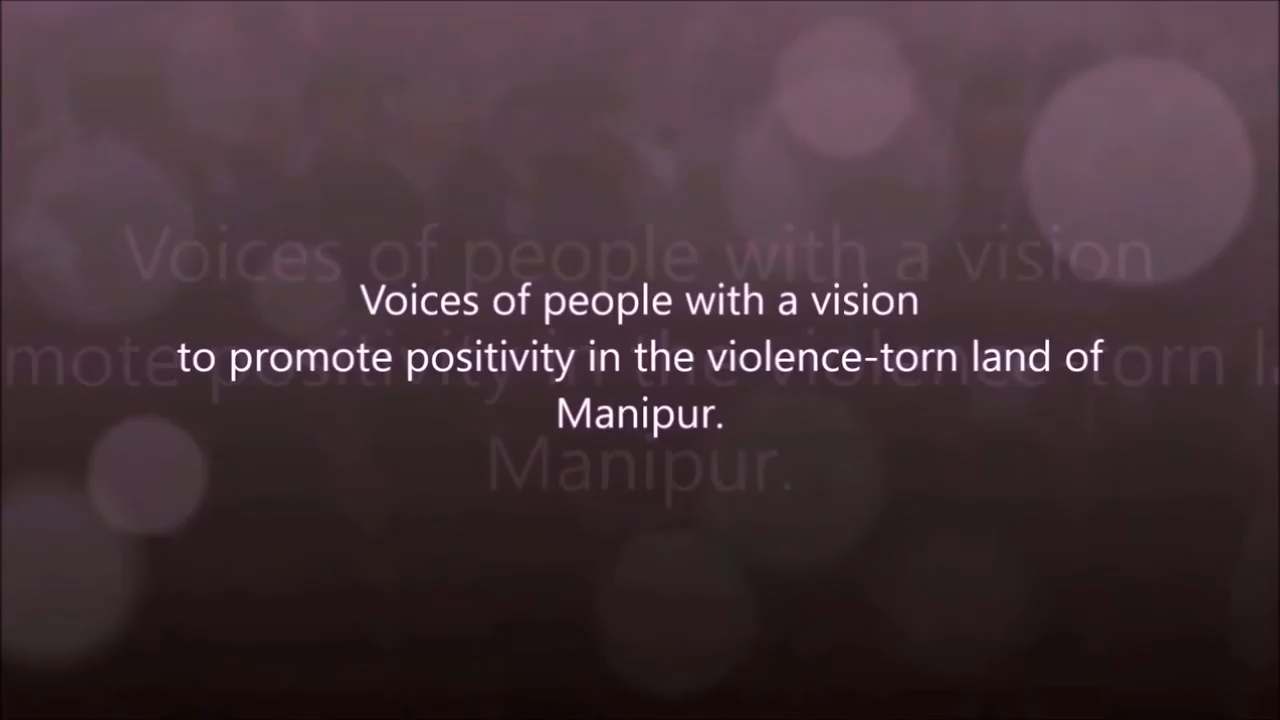 Voices of people with a vision
to promote positivity in the violence-torn land of
Manipur.